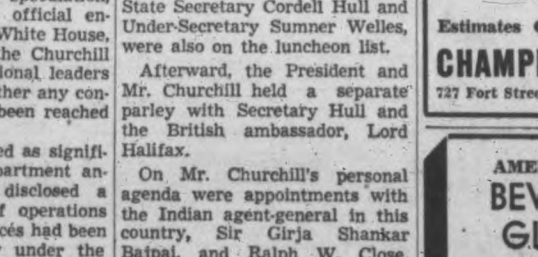 official en-
White House,
the Churchill
leaders
ther any con-
been reached
ed as signifi-
partment an-
disclosed a
f operations
had been
under the
State Secretary Cordell Hull and
Under-Secretary Sumner Welles,
were also on the luncheon list.
Afterward, the President and
Mr. Churchill held a separate
parley with Secretary Hull and
the British ambassador, Lord
Halifax.
On Mr. Churchill's personal
agenda were appointments with
the Indian agent-general in this
country, Sir Girja Shankar
Bajpai, and Ralph W. Close,
Estimates
CHAMP
727 Fort Stree
AME
BEV
GL